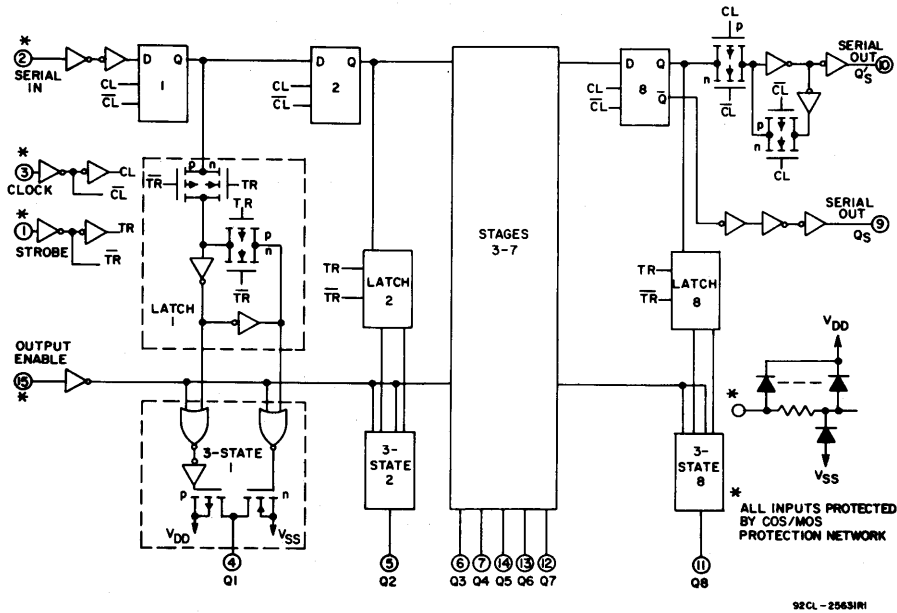 CL
p
n
CL
*
2
SERIAL
IN
D Q
1
CL
CL
D Q
2
CL
CL
D Q
Q
8
CL
CL
SERIAL
OUT
Q'S
10
CL
p
n
CL
*
3
CLOCK
CL
CL
*
1
STROBE
TR
TR
p n
TR
TR
TR
p
n
TR
LATCH
1
STAGES
3-7
SERIAL
OUT
QS
9
TR
TR
LATCH
2
TR
TR
LATCH
8
OUTPUT
ENABLE
15
*
VDD
*
VSS
3-STATE
1
p
n
VDD
VSS
4
Q1
3-
STATE
2
5
Q2
6
Q3
7
Q4
14
Q5
13
Q6
12
Q7
3-
STATE
8
11
Q8
*
ALL INPUTS PROTECTED
BY COS/MOS
PROTECTION NETWORK
92CL-25631R1